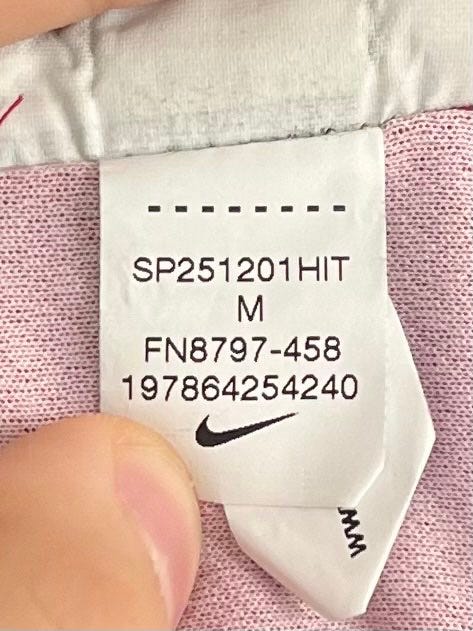 --------
SP251201HIT
M
FN8797-458
197864254240